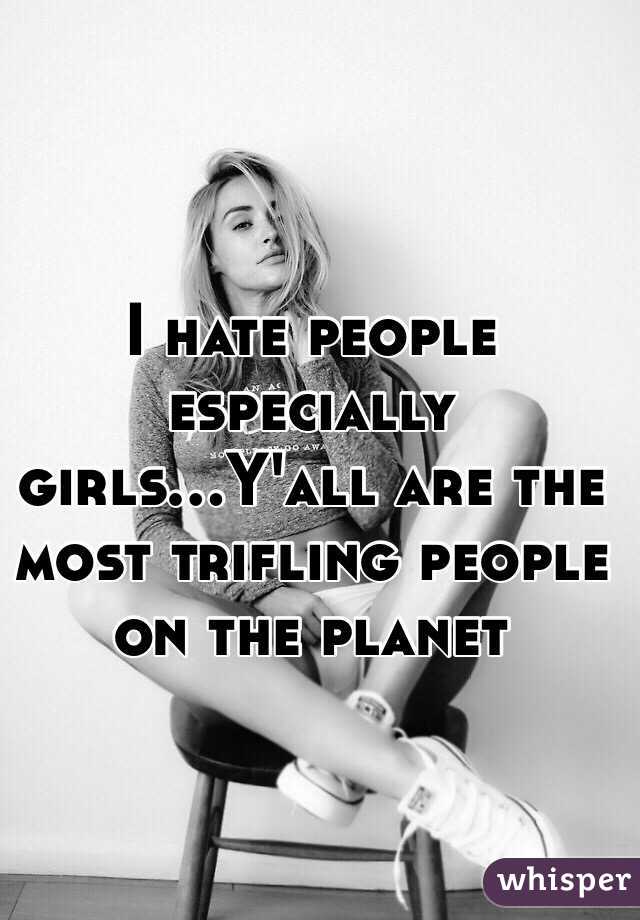 I HATE PEOPLE
ESPECIALLY
GIRLS...Y'ALL ARE THE
MOST TRIFLING PEOPLE
ON THE PLANET
whisper